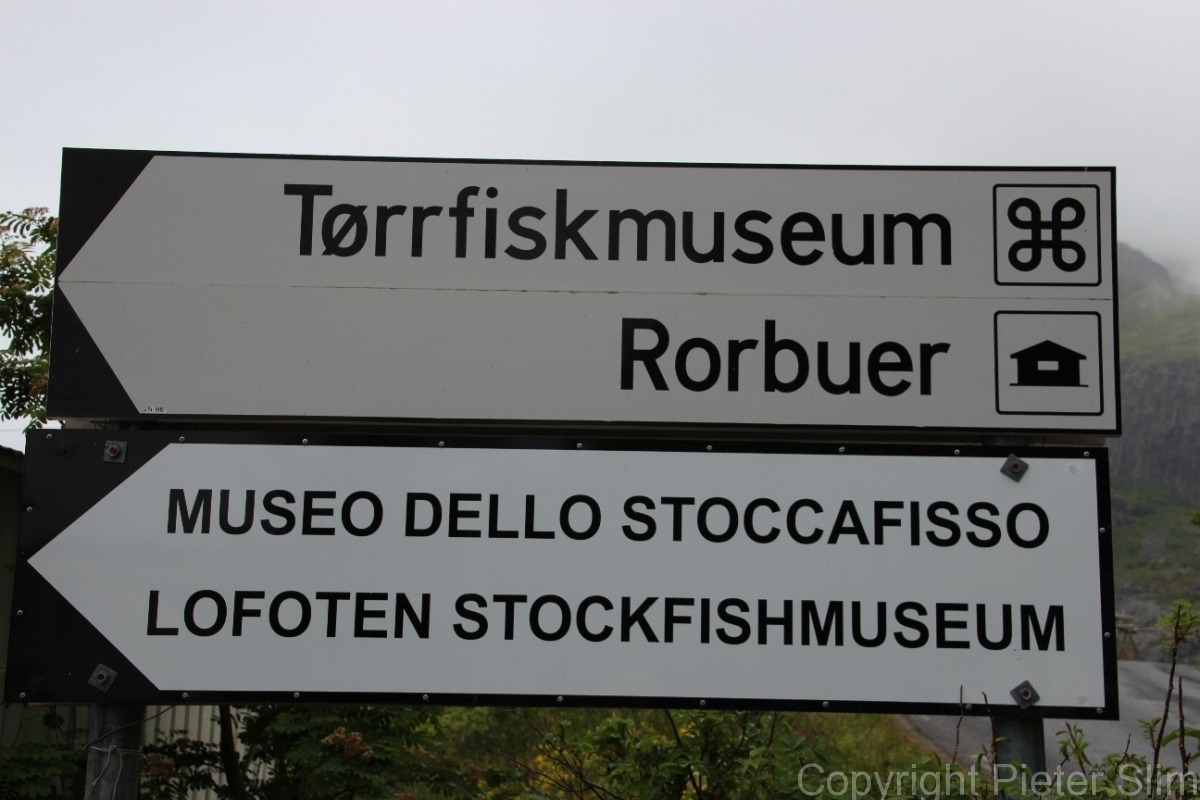 Tørrfiskmuseum
Rorbuer
MUSEO DELLO STOCCAFISSO
LOFOTEN STOCKFISHMUSEUM
Copyright Pieter Slim